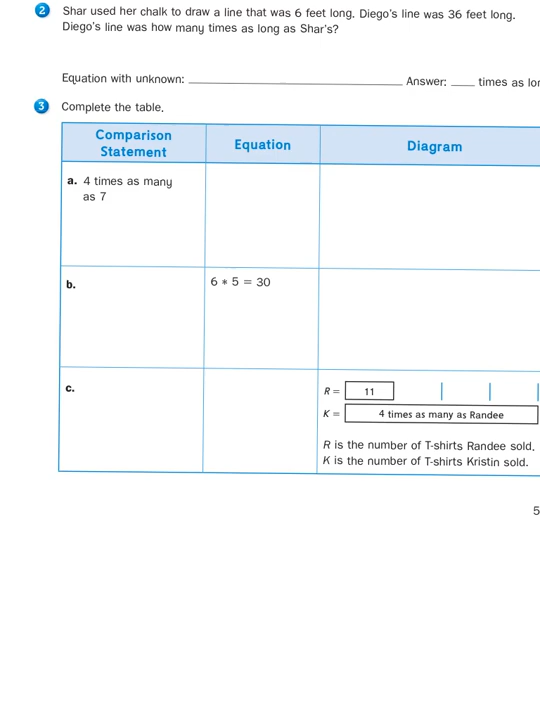 2 Shar used her chalk to draw a line that was 6 feet long. Diego's line was 36 feet long.
Diego's line was how many times as long as Shar's?
Equation with unknown: ______ Answer: ____ times as lo
3 Complete the table.
Comparison
Statement
Equation
Diagram
a. 4 times as many
as 7
b.
6 * 5 = 30
c.
R = 11
K = 4 times as many as Randee
R is the number of T-shirts Randee sold.
K is the number of T-shirts Kristin sold.
5